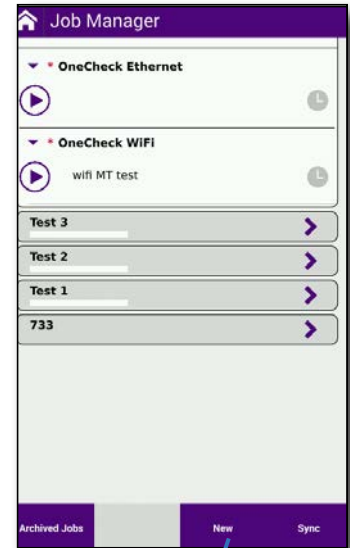 Job Manager
* OneCheck Ethernet
* OneCheck WiFi
wifi MT test
Test 3
Test 2
Test 1
733
Archived Jobs New Sync